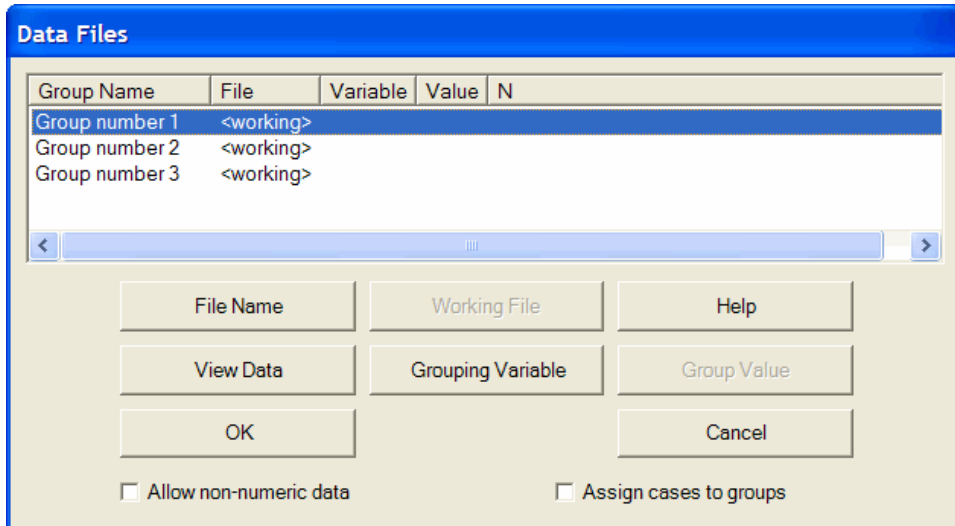 Data Files
Group Name File Variable Value N
Group number 1 <working>
Group number 2 <working>
Group number 3 <working>
File Name Working File Help
View Data Grouping Variable Group Value
OK Cancel
Allow non-numeric data Assign cases to groups